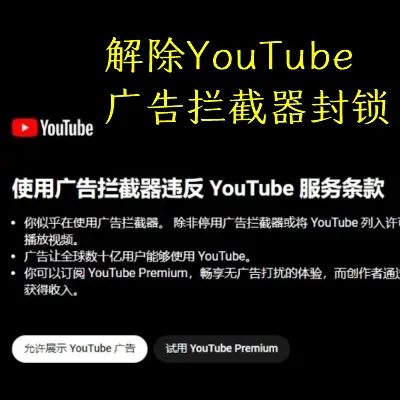 解除YouTube
广告拦截器封锁
YouTube
使用广告拦截器违反 YouTube 服务条款
• 你似乎在使用广告拦截器。 除非停用广告拦截器或将 YouTube 列入许可
播放视频。
• 广告让全球数十亿用户能够使用 YouTube。
• 你可以订阅 YouTube Premium，畅享无广告打扰的体验，而创作者通过
获得收入。
允许展示 YouTube 广告
试用 YouTube Premium